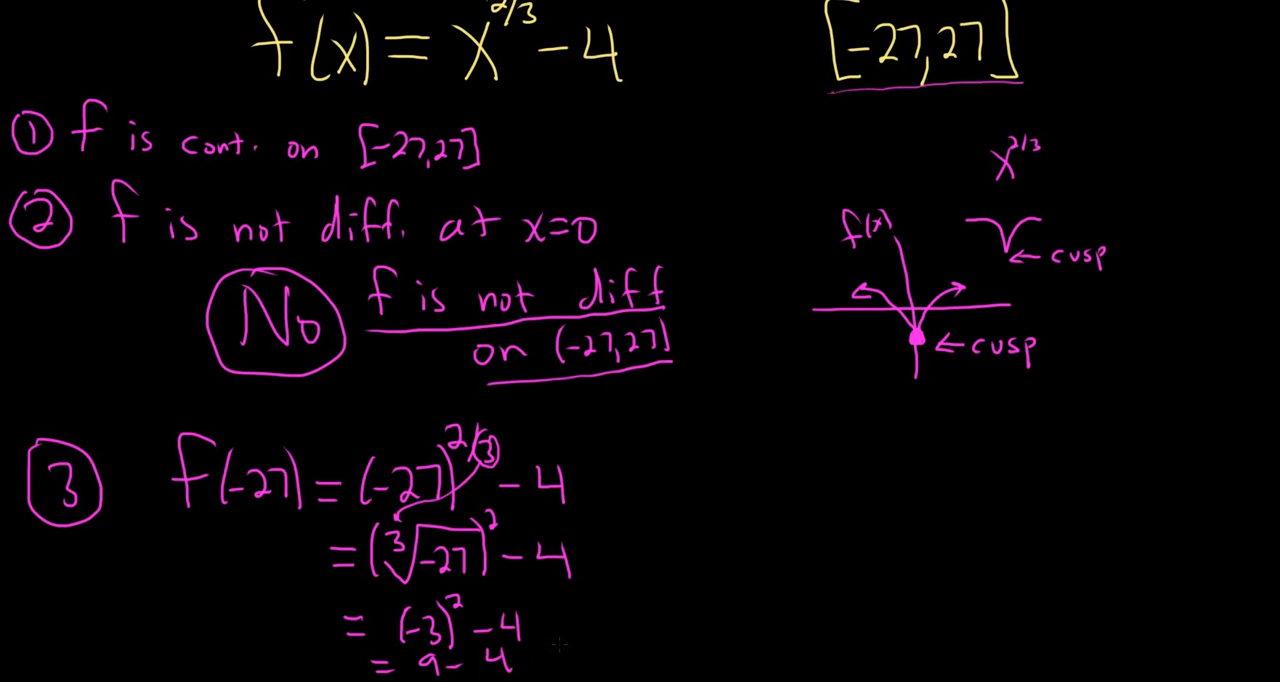 f(x) = x^{2/3} - 4 [-27,27]
① f is cont. on [-27,27]
x^{2/3}
② f is not diff. at x=0
f(x)
← cusp
No f is not diff
on (-27,27)
← cusp
③ f(-27) = (-27)^{2/3} - 4
= (∛-27)^2 - 4
= (-3)^2 - 4
= 9 - 4